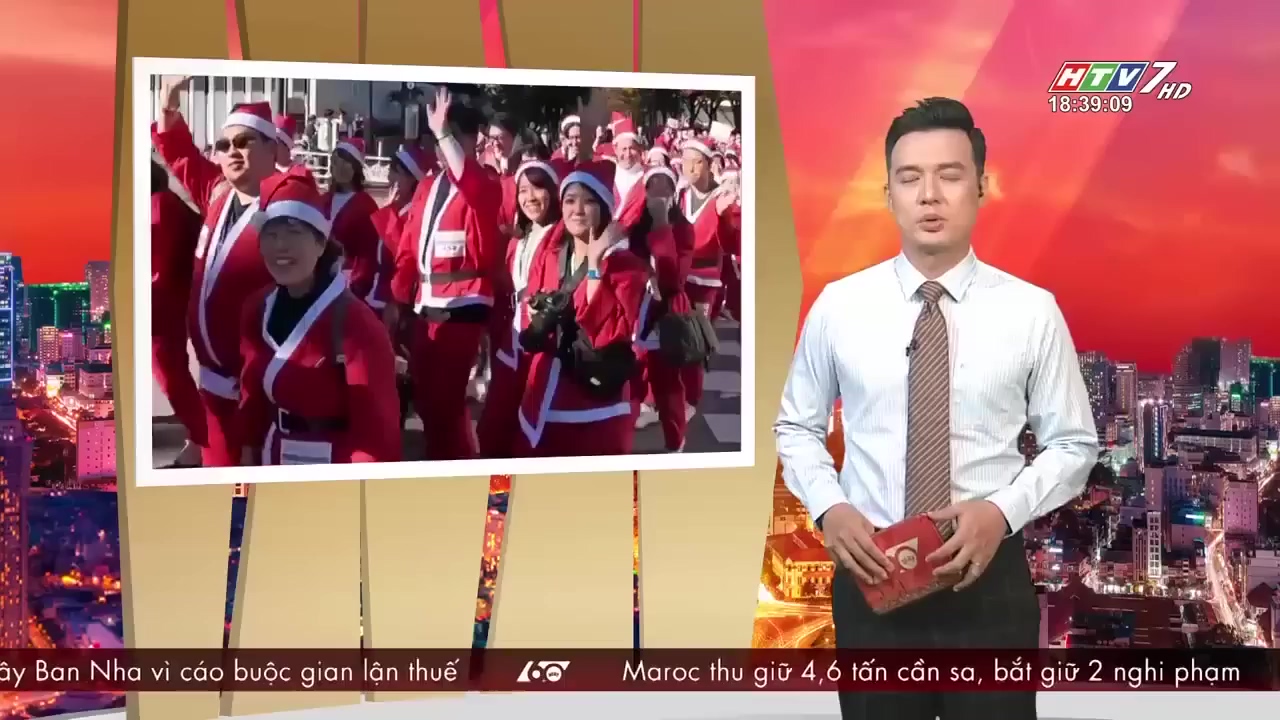 HTV7 HD
18:39:09
ây Ban Nha vì cáo buộc gian lận thuế 60 Maroc thu giữ 4,6 tấn cần sa, bắt giữ 2 nghi phạm